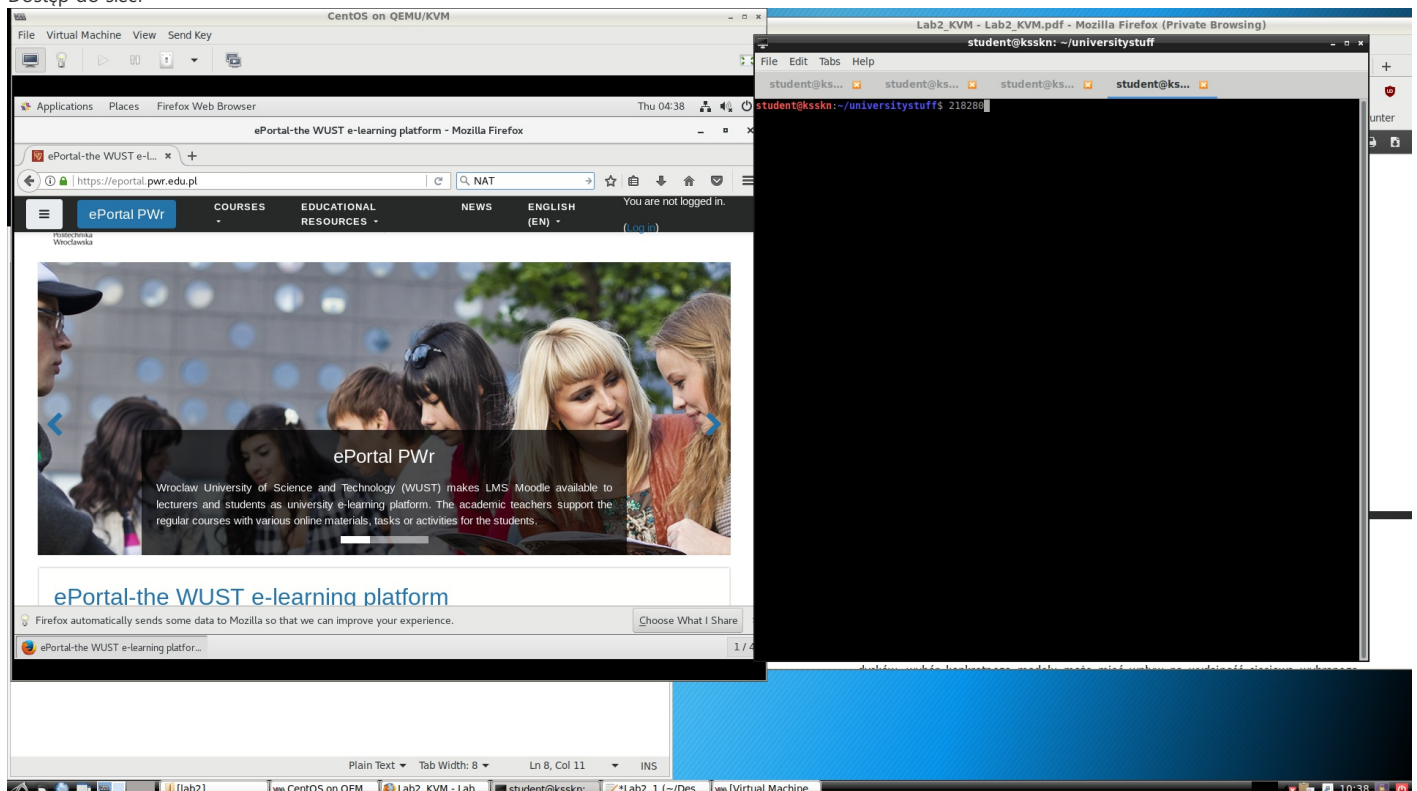 Dostęp do sieci
CentOS on QEMU/KVM
File Virtual Machine View Send Key
Applications Places Firefox Web Browser Thu 04:38
ePortal-the WUST e-learning platform - Mozilla Firefox
ePortal-the WUST e-l...
https://eportal.pwr.edu.pl
NAT
ePortal PWr
COURSES
EDUCATIONAL RESOURCES
NEWS
ENGLISH (EN)
You are not logged in.
(Log in)
Politechnika
Wrocławska
ePortal PWr
Wroclaw University of Science and Technology (WUST) makes LMS Moodle available to
lecturers and students as university e-learning platform. The academic teachers support the
regular courses with various online materials, tasks or activities for the students.
ePortal-the WUST e-learning platform
Firefox automatically sends some data to Mozilla so that we can improve your experience.
Choose What I Share
ePortal-the WUST e-learning platfor...
1 / 4
Plain Text Tab Width: 8 Ln 8, Col 11 INS
Lab2_KVM - Lab2_KVM.pdf - Mozilla Firefox (Private Browsing)
student@ksskn: ~/universitystuff
File Edit Tabs Help
student@ks... student@ks... student@ks... student@ks...
student@ksskn:~/universitystuff$ 218280
unter
[lab2] CentOS on QEM... Lab2_KVM - Lab... student@ksskn: ... *Lab2_1 (~/Des... [Virtual Machine... 10:38